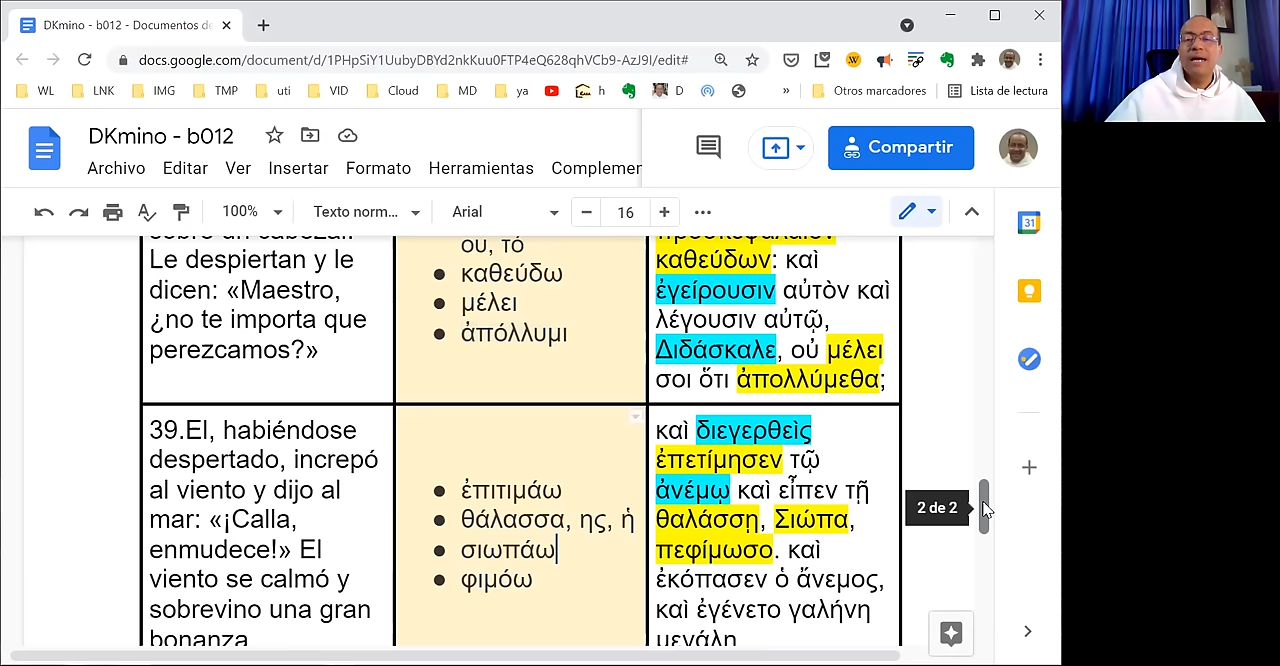 DKmino - b012 - Documentos de
docs.google.com/document/d/1PHpSiY1UubyDBYd2nkKuu0FTP4eQ628qhVCb9-AzJ9I/edit#
WL LNK IMG TMP uti VID Cloud MD ya h D » Otros marcadores Lista de lectura
DKmino - b012
Archivo Editar Ver Insertar Formato Herramientas Complemen
Compartir
100% Texto norm... Arial 16
31
sobre un cabezal.
Le despiertan y le
dicen: «Maestro,
¿no te importa que
perezcamos?»
ου, τό
καθεύδω
μέλει
ἀπόλλυμι
προσκεφάλαιον
καθεύδων: καὶ
ἐγείρουσιν αὐτὸν καὶ
λέγουσιν αὐτῷ,
Διδάσκαλε, οὐ μέλει
σοι ὅτι ἀπολλύμεθα;
39.El, habiéndose
despertado, increpó
al viento y dijo al
mar: «¡Calla,
enmudece!» El
viento se calmó y
sobrevino una gran
bonanza
ἐπιτιμάω
θάλασσα, ης, ἡ
σιωπάω
φιμόω
καὶ διεγερθεὶς
ἐπετίμησεν τῷ
ἀνέμῳ καὶ εἶπεν τῇ
θαλάσσῃ, Σιώπα,
πεφίμωσο. καὶ
ἐκόπασεν ὁ ἄνεμος,
καὶ ἐγένετο γαλήνη
μεγάλη
2 de 2